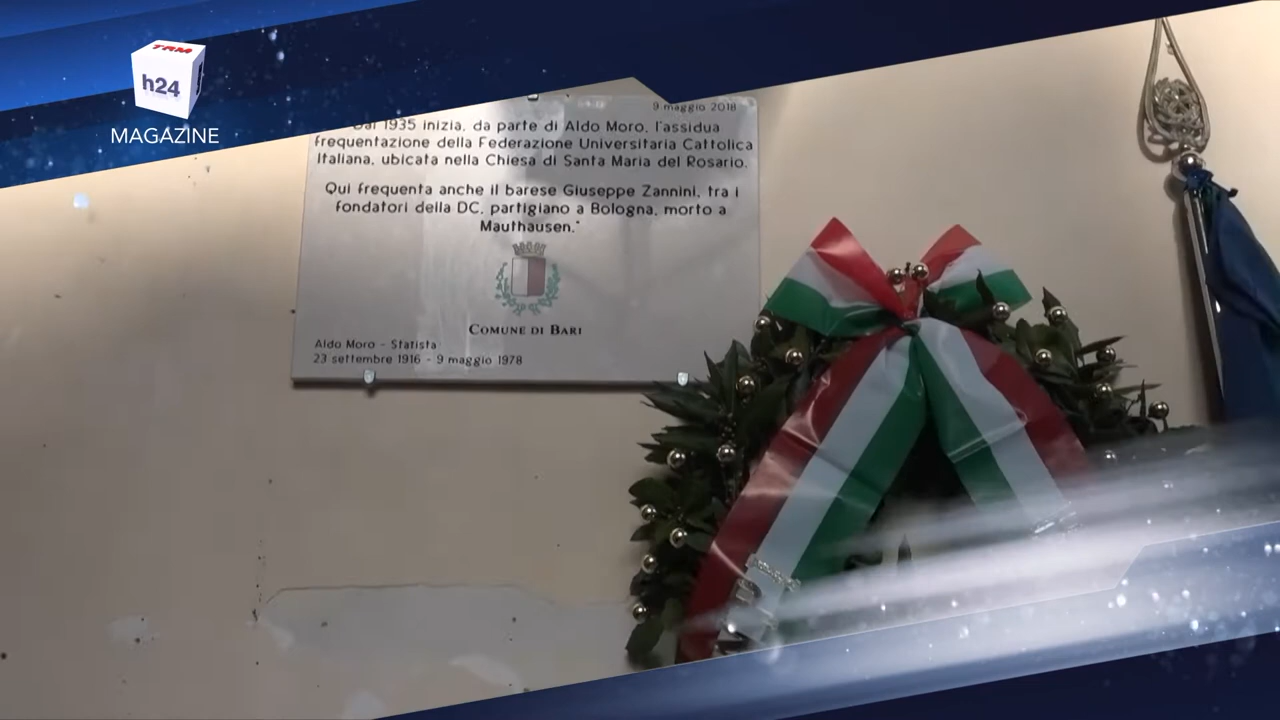 TRM
h24
MAGAZINE
9 maggio 2018
Dal 1935 inizia, da parte di Aldo Moro, l'assidua
frequentazione della Federazione Universitaria Cattolica
Italiana, ubicata nella Chiesa di Santa Maria del Rosario.
Qui frequenta anche il barese Giuseppe Zannini, tra i
fondatori della DC, partigiano a Bologna, morto a
Mauthausen."
COMUNE DI BARI
Aldo Moro - Statista
23 settembre 1916 - 9 maggio 1978